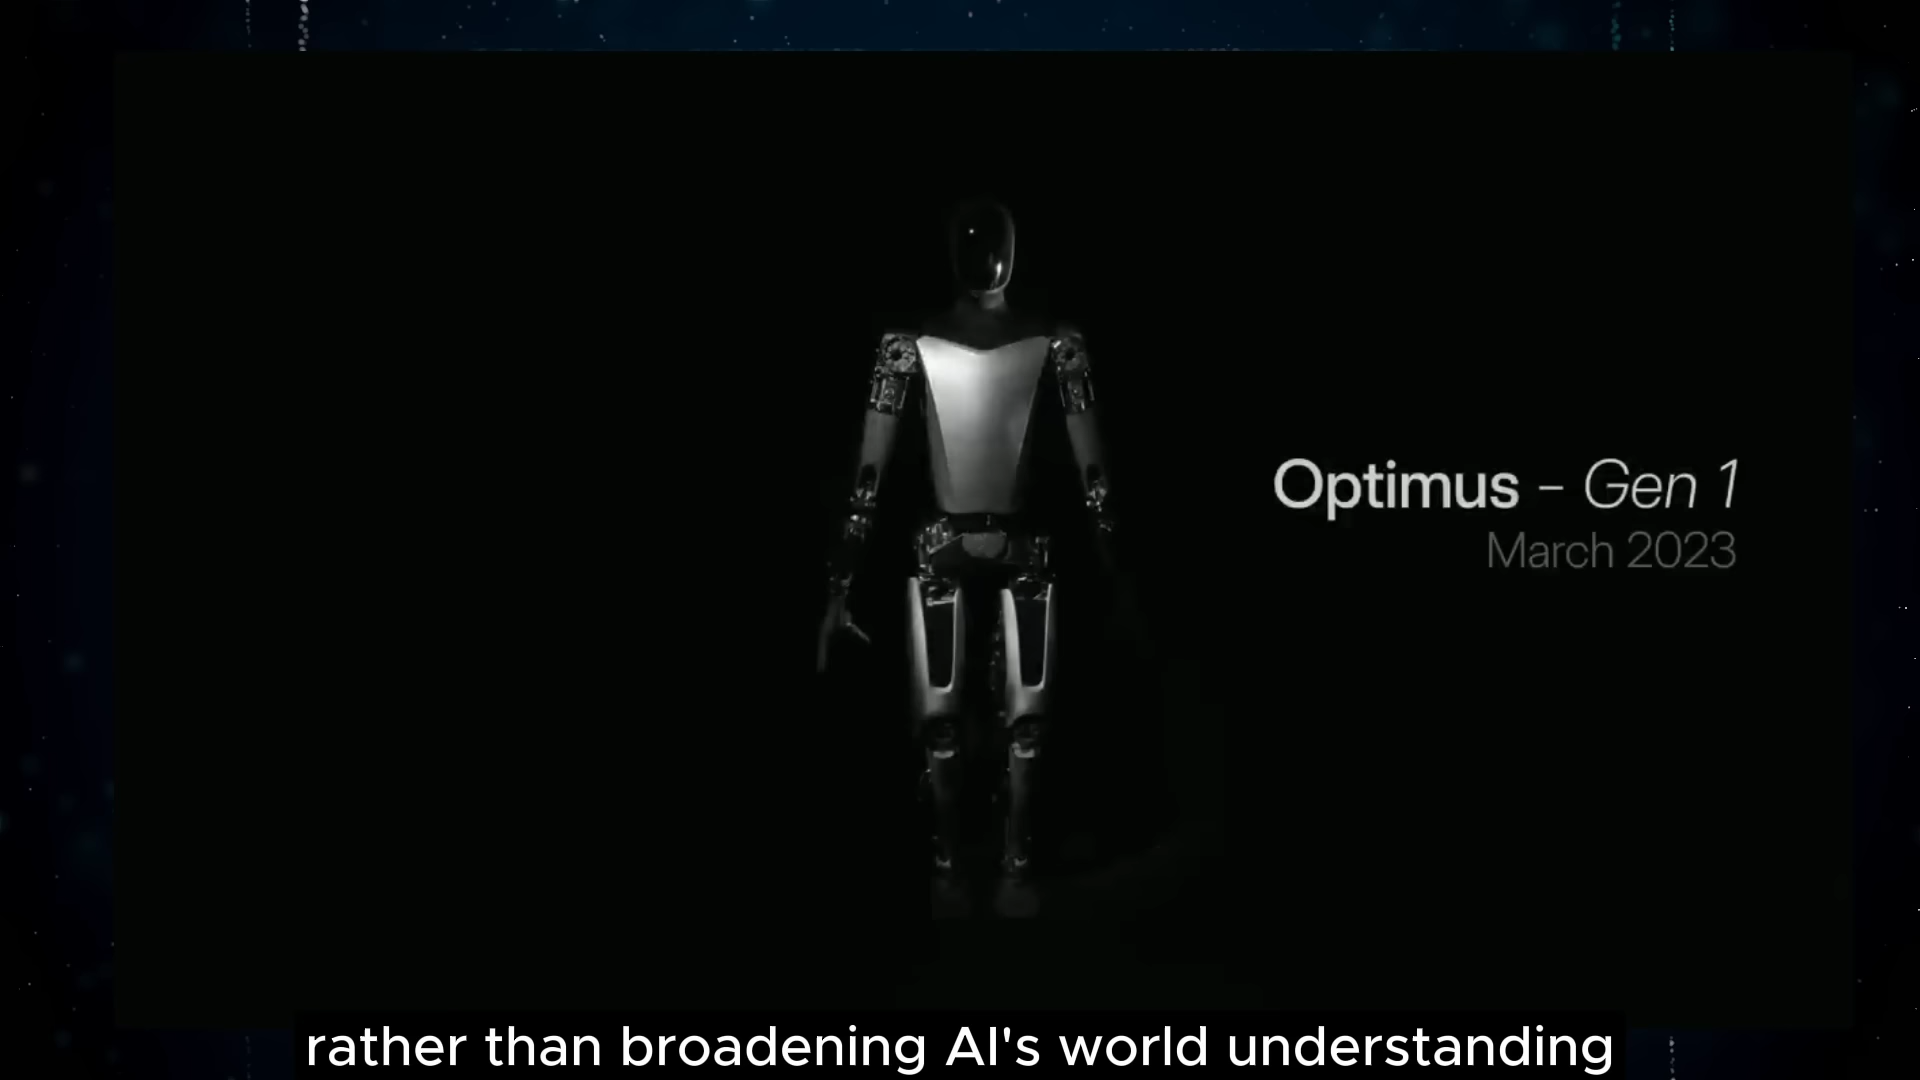 Optimus – Gen 1
March 2023
rather than broadening AI's world understanding